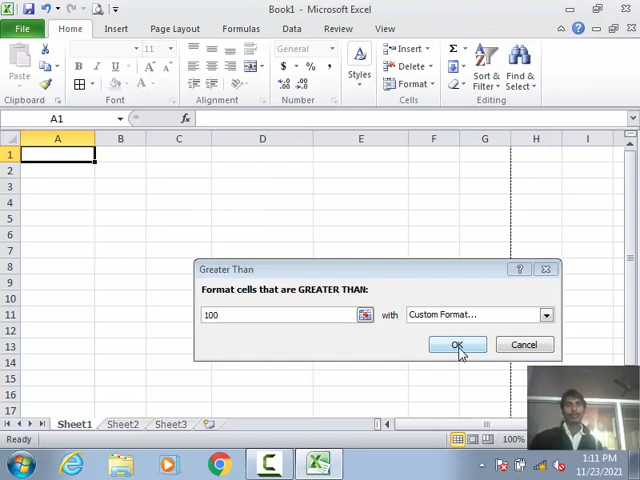 Book1 - Microsoft Excel
File Home Insert Page Layout Formulas Data Review View
Paste
11
General
Styles
Insert
Delete
Format
Sort &
Filter
Find &
Select
B I U
A
$ % ,
Σ
Clipboard Font Alignment Number Cells Editing
A1
fx
A B C D E F G H I
1
2
3
4
5
6
7
8
9
10
11
12
13
14
15
16
17
Greater Than
Format cells that are GREATER THAN:
100
with
Custom Format...
OK
Cancel
Sheet1 Sheet2 Sheet3
Ready
100%
1:11 PM
11/23/2021